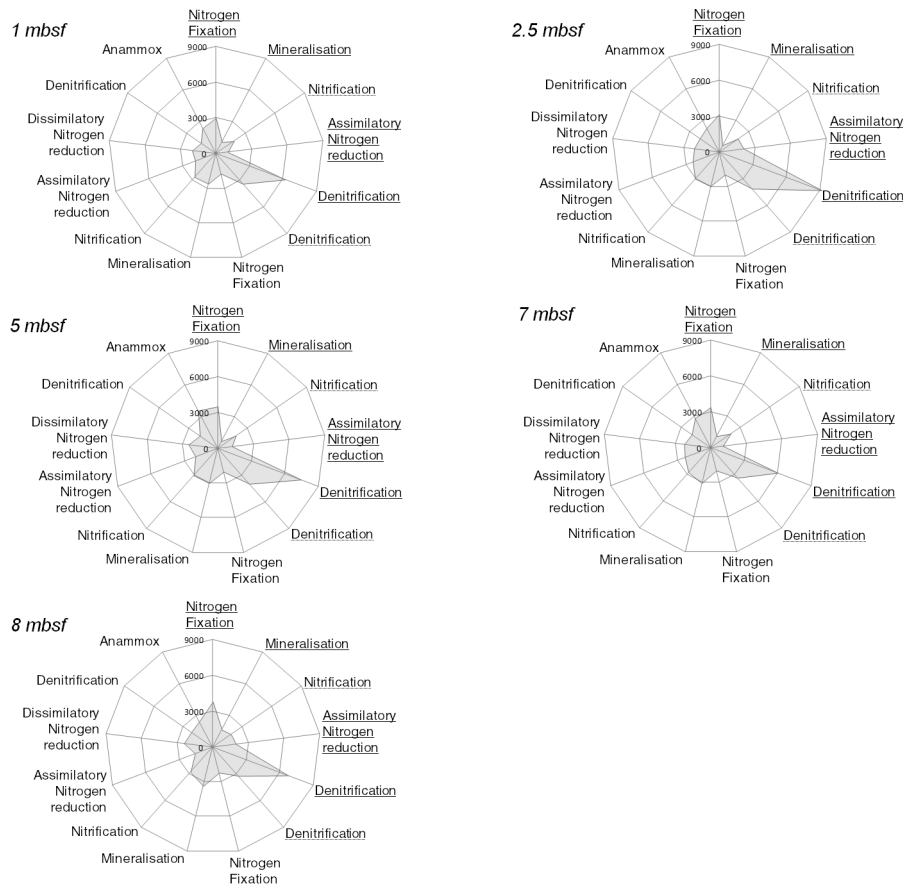 1 mbsf
Nitrogen
Fixation
9000
6000
3000
0
Mineralisation
Nitrification
Assimilatory
Nitrogen
reduction
Denitrification
Denitrification
Nitrogen
Fixation
Mineralisation
Nitrification
Assimilatory
Nitrogen
reduction
Dissimilatory
Nitrogen
reduction
Denitrification
Anammox
2.5 mbsf
Nitrogen
Fixation
9000
6000
3000
0
Mineralisation
Nitrification
Assimilatory
Nitrogen
reduction
Denitrification
Denitrification
Nitrogen
Fixation
Mineralisation
Nitrification
Assimilatory
Nitrogen
reduction
Dissimilatory
Nitrogen
reduction
Denitrification
Anammox
5 mbsf
Nitrogen
Fixation
9000
6000
3000
0
Mineralisation
Nitrification
Assimilatory
Nitrogen
reduction
Denitrification
Denitrification
Nitrogen
Fixation
Mineralisation
Nitrification
Assimilatory
Nitrogen
reduction
Dissimilatory
Nitrogen
reduction
Denitrification
Anammox
7 mbsf
Nitrogen
Fixation
9000
6000
3000
0
Mineralisation
Nitrification
Assimilatory
Nitrogen
reduction
Denitrification
Denitrification
Nitrogen
Fixation
Mineralisation
Nitrification
Assimilatory
Nitrogen
reduction
Dissimilatory
Nitrogen
reduction
Denitrification
Anammox
8 mbsf
Nitrogen
Fixation
9000
6000
3000
0
Mineralisation
Nitrification
Assimilatory
Nitrogen
reduction
Denitrification
Denitrification
Nitrogen
Fixation
Mineralisation
Nitrification
Assimilatory
Nitrogen
reduction
Dissimilatory
Nitrogen
reduction
Denitrification
Anammox